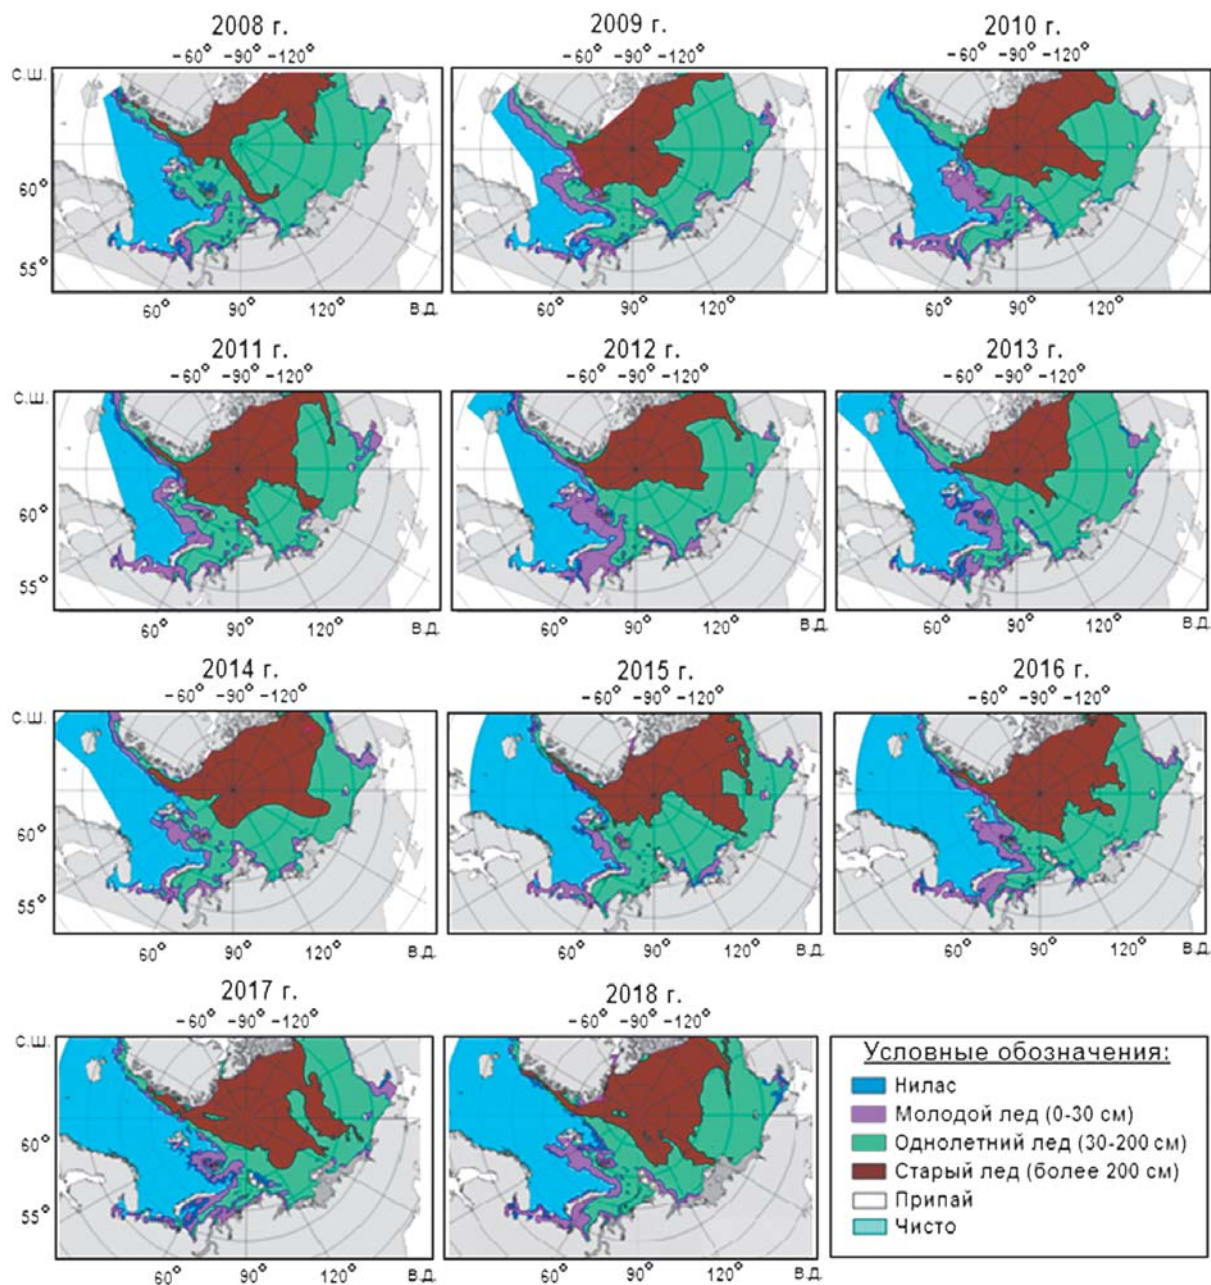 2008 г. 2009 г. 2010 г.
-60° -90° -120° -60° -90° -120° -60° -90° -120°
С.Ш.
60°
55°
60° 90° 120° В.Д. 60° 90° 120° В.Д. 60° 90° 120° В.Д.
2011 г. 2012 г. 2013 г.
-60° -90° -120° -60° -90° -120° -60° -90° -120°
С.Ш.
60°
55°
60° 90° 120° В.Д. 60° 90° 120° В.Д. 60° 90° 120° В.Д.
2014 г. 2015 г. 2016 г.
-60° -90° -120° -60° -90° -120° -60° -90° -120°
С.Ш.
60°
55°
60° 90° 120° В.Д. 60° 90° 120° В.Д. 60° 90° 120° В.Д.
2017 г. 2018 г.
-60° -90° -120° -60° -90° -120°
С.Ш.
60°
55°
60° 90° 120° В.Д. 60° 90° 120° В.Д.
Условные обозначения:
Нилас
Молодой лед (0-30 см)
Однолетний лед (30-200 см)
Старый лед (более 200 см)
Припай
Чисто